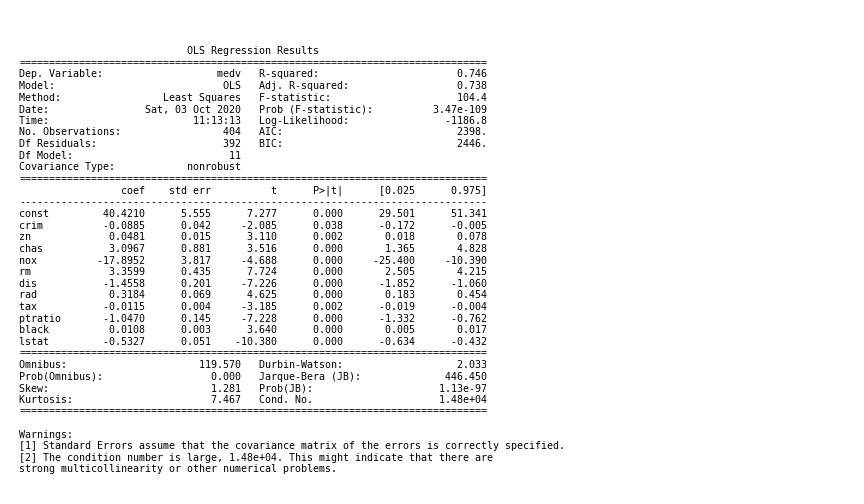 OLS Regression Results
==============================================================================
Dep. Variable:                   medv   R-squared:                       0.746
Model:                            OLS   Adj. R-squared:                  0.738
Method:                 Least Squares   F-statistic:                     104.4
Date:                Sat, 03 Oct 2020   Prob (F-statistic):          3.47e-109
Time:                        11:13:13   Log-Likelihood:                -1186.8
No. Observations:                 404   AIC:                             2398.
Df Residuals:                     392   BIC:                             2446.
Df Model:                          11
Covariance Type:            nonrobust
==============================================================================
                 coef    std err          t      P>|t|      [0.025      0.975]
------------------------------------------------------------------------------
const         40.4210      5.555      7.277      0.000      29.501      51.341
crim          -0.0885      0.042     -2.085      0.038      -0.172      -0.005
zn             0.0481      0.015      3.110      0.002       0.018       0.078
chas           3.0967      0.881      3.516      0.000       1.365       4.828
nox          -17.8952      3.817     -4.688      0.000     -25.400     -10.390
rm             3.3599      0.435      7.724      0.000       2.505       4.215
dis           -1.4558      0.201     -7.226      0.000      -1.852      -1.060
rad            0.3184      0.069      4.625      0.000       0.183       0.454
tax           -0.0115      0.004     -3.185      0.002      -0.019      -0.004
ptratio       -1.0470      0.145     -7.228      0.000      -1.332      -0.762
black          0.0108      0.003      3.640      0.000       0.005       0.017
lstat         -0.5327      0.051    -10.380      0.000      -0.634      -0.432
==============================================================================
Omnibus:                      119.570   Durbin-Watson:                   2.033
Prob(Omnibus):                  0.000   Jarque-Bera (JB):              446.450
Skew:                           1.281   Prob(JB):                     1.13e-97
Kurtosis:                       7.467   Cond. No.                     1.48e+04
==============================================================================

Warnings:
[1] Standard Errors assume that the covariance matrix of the errors is correctly specified.
[2] The condition number is large, 1.48e+04. This might indicate that there are
strong multicollinearity or other numerical problems.